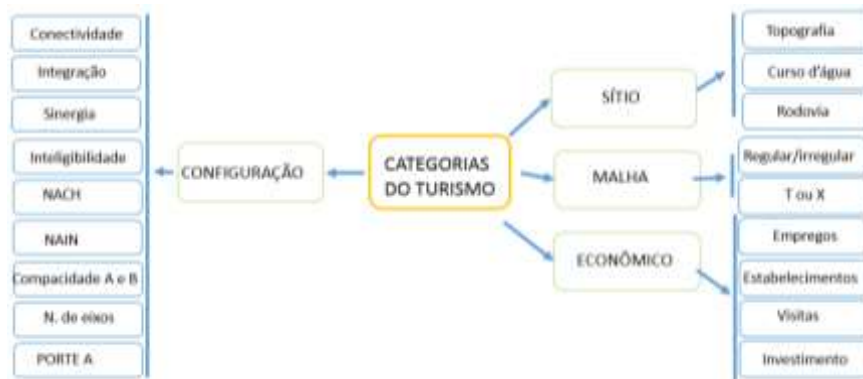 Conectividade
Integração
Sinergia
Inteligibilidade
NACH
NAIN
Compacidade A e B
N. de eixos
PORTE A
CONFIGURAÇÃO
CATEGORIAS
DO TURISMO
SÍTIO
MALHA
ECONÔMICO
Topografia
Curso d'água
Rodovia
Regular/irregular
T ou X
Empregos
Estabelecimentos
Visitas
Investimento